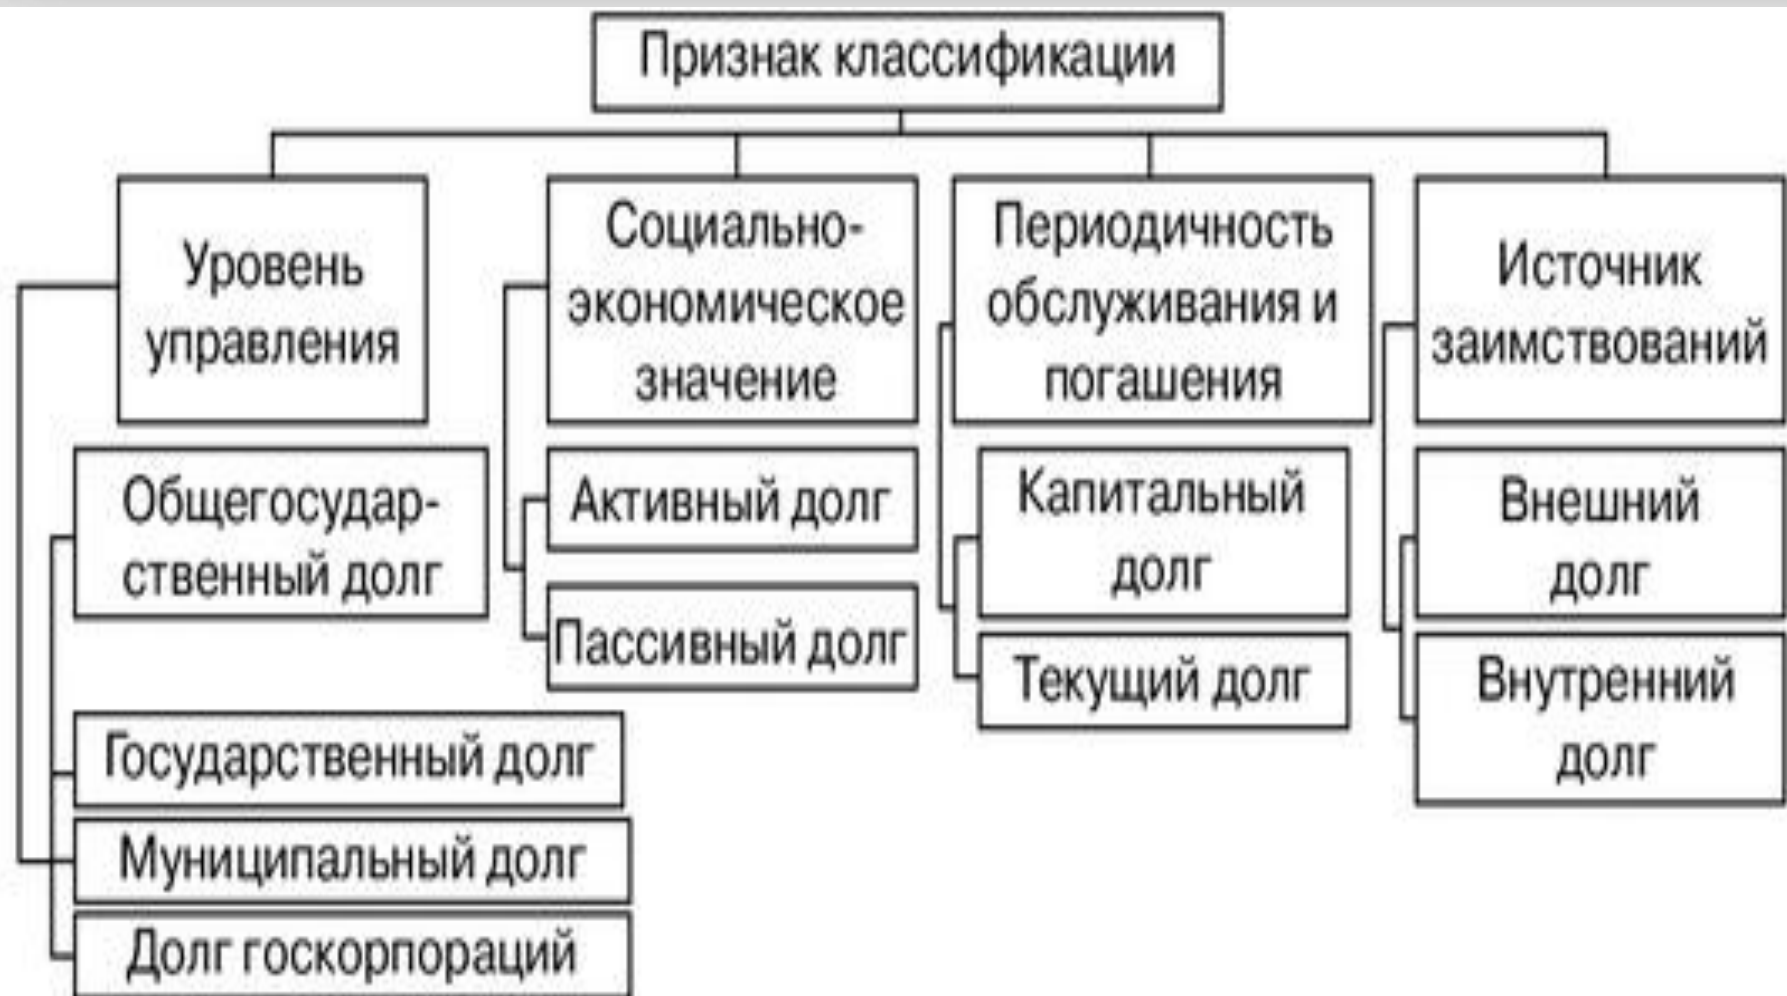 Признак классификации
Уровень
управления
Социально-
экономическое
значение
Периодичность
обслуживания и
погашения
Источник
заимствований
Общегосудар-
ственный долг
Государственный долг
Муниципальный долг
Долг госкорпораций
Активный долг
Пассивный долг
Капитальный
долг
Текущий долг
Внешний
долг
Внутренний
долг